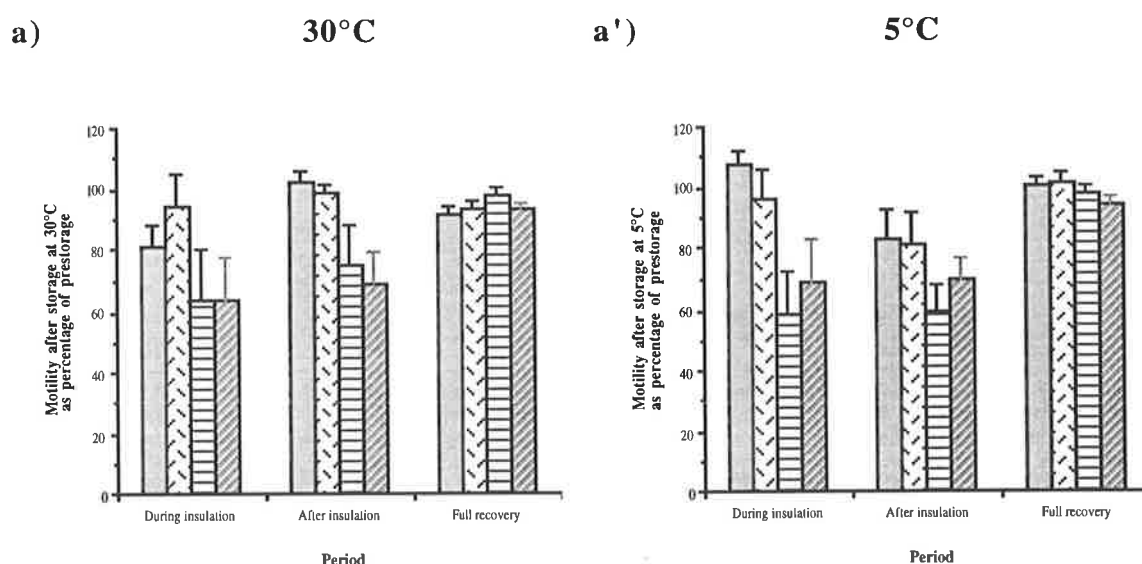 a)
30°C
Motility after storage at 30°C
as percentage of prestorage
120
100
80
60
40
20
0
During insulation
After insulation
Full recovery
Period
a')
5°C
Motility after storage at 5°C
as percentage of prestorage
120
100
80
60
40
20
0
During insulation
After insulation
Full recovery
Period